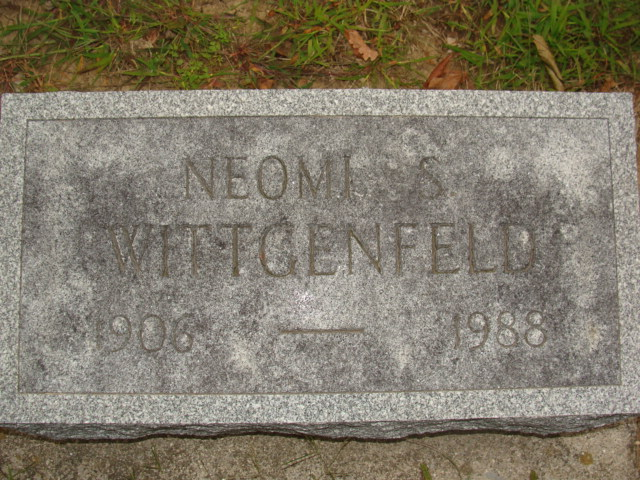 NEOMI S.
WITTGENFELD
1906 — 1988